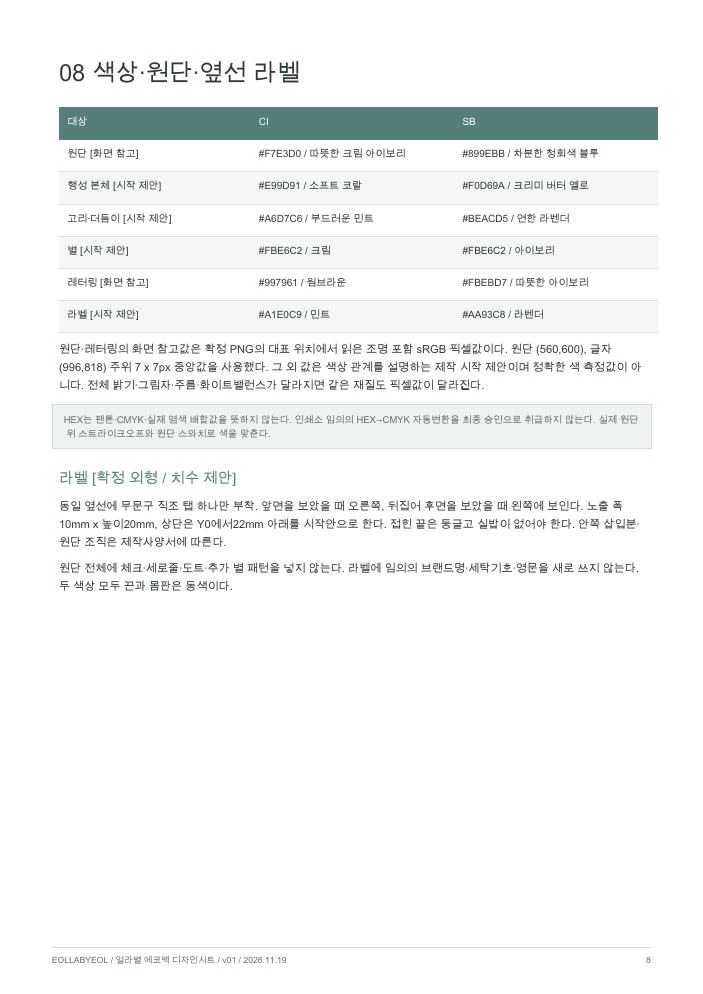 08 색상·원단·옆선 라벨
대상 CI SB
원단 [화면 참고] #F7E3D0 / 따뜻한 크림 아이보리 #899EBB / 차분한 청회색 블루
행성 본체 [시작 제안] #E99D91 / 소프트 코랄 #F0D69A / 크리미 버터 옐로
고리·더듬이 [시작 제안] #A6D7C6 / 부드러운 민트 #BEACD5 / 연한 라벤더
별 [시작 제안] #FBE6C2 / 크림 #FBE6C2 / 아이보리
레터링 [화면 참고] #997961 / 웜브라운 #FBEBD7 / 따뜻한 아이보리
라벨 [시작 제안] #A1E0C9 / 민트 #AA93C8 / 라벤더
원단·레터링의 화면 참고값은 확정 PNG의 대표 위치에서 읽은 조명 포함 sRGB 픽셀값이다. 원단 (560,600), 글자
(996,818) 주위 7 x 7px 중앙값을 사용했다. 그 외 값은 색상 관계를 설명하는 제작 시작 제안이며 정확한 색 측정값이 아
니다. 전체 밝기·그림자·주름·화이트밸런스가 달라지면 같은 재질도 픽셀값이 달라진다.
HEX는 팬톤·CMYK·실제 염색 배합값을 뜻하지 않는다. 인쇄소 임의의 HEX→CMYK 자동변환을 최종 승인으로 취급하지 않는다. 실제 원단
위 스트라이크오프와 원단 스와치로 색을 맞춘다.
라벨 [확정 외형 / 치수 제안]
동일 옆선에 무문구 직조 탭 하나만 부착. 앞면을 보았을 때 오른쪽, 뒤집어 후면을 보았을 때 왼쪽에 보인다. 노출 폭
10mm x 높이20mm, 상단은 Y0에서22mm 아래를 시작안으로 한다. 접힌 끝은 둥글고 실밥이 없어야 한다. 안쪽 삽입분·
원단 조직은 제작사양서에 따른다.
원단 전체에 체크·세로줄·도트·추가 별 패턴을 넣지 않는다. 라벨에 임의의 브랜드명·세탁기호·영문을 새로 쓰지 않는다.
두 색상 모두 끈과 몸판은 동색이다.
EOLLABYEOL / 얼라별 에코백 디자인시트 / v01 / 2026.11.19 8